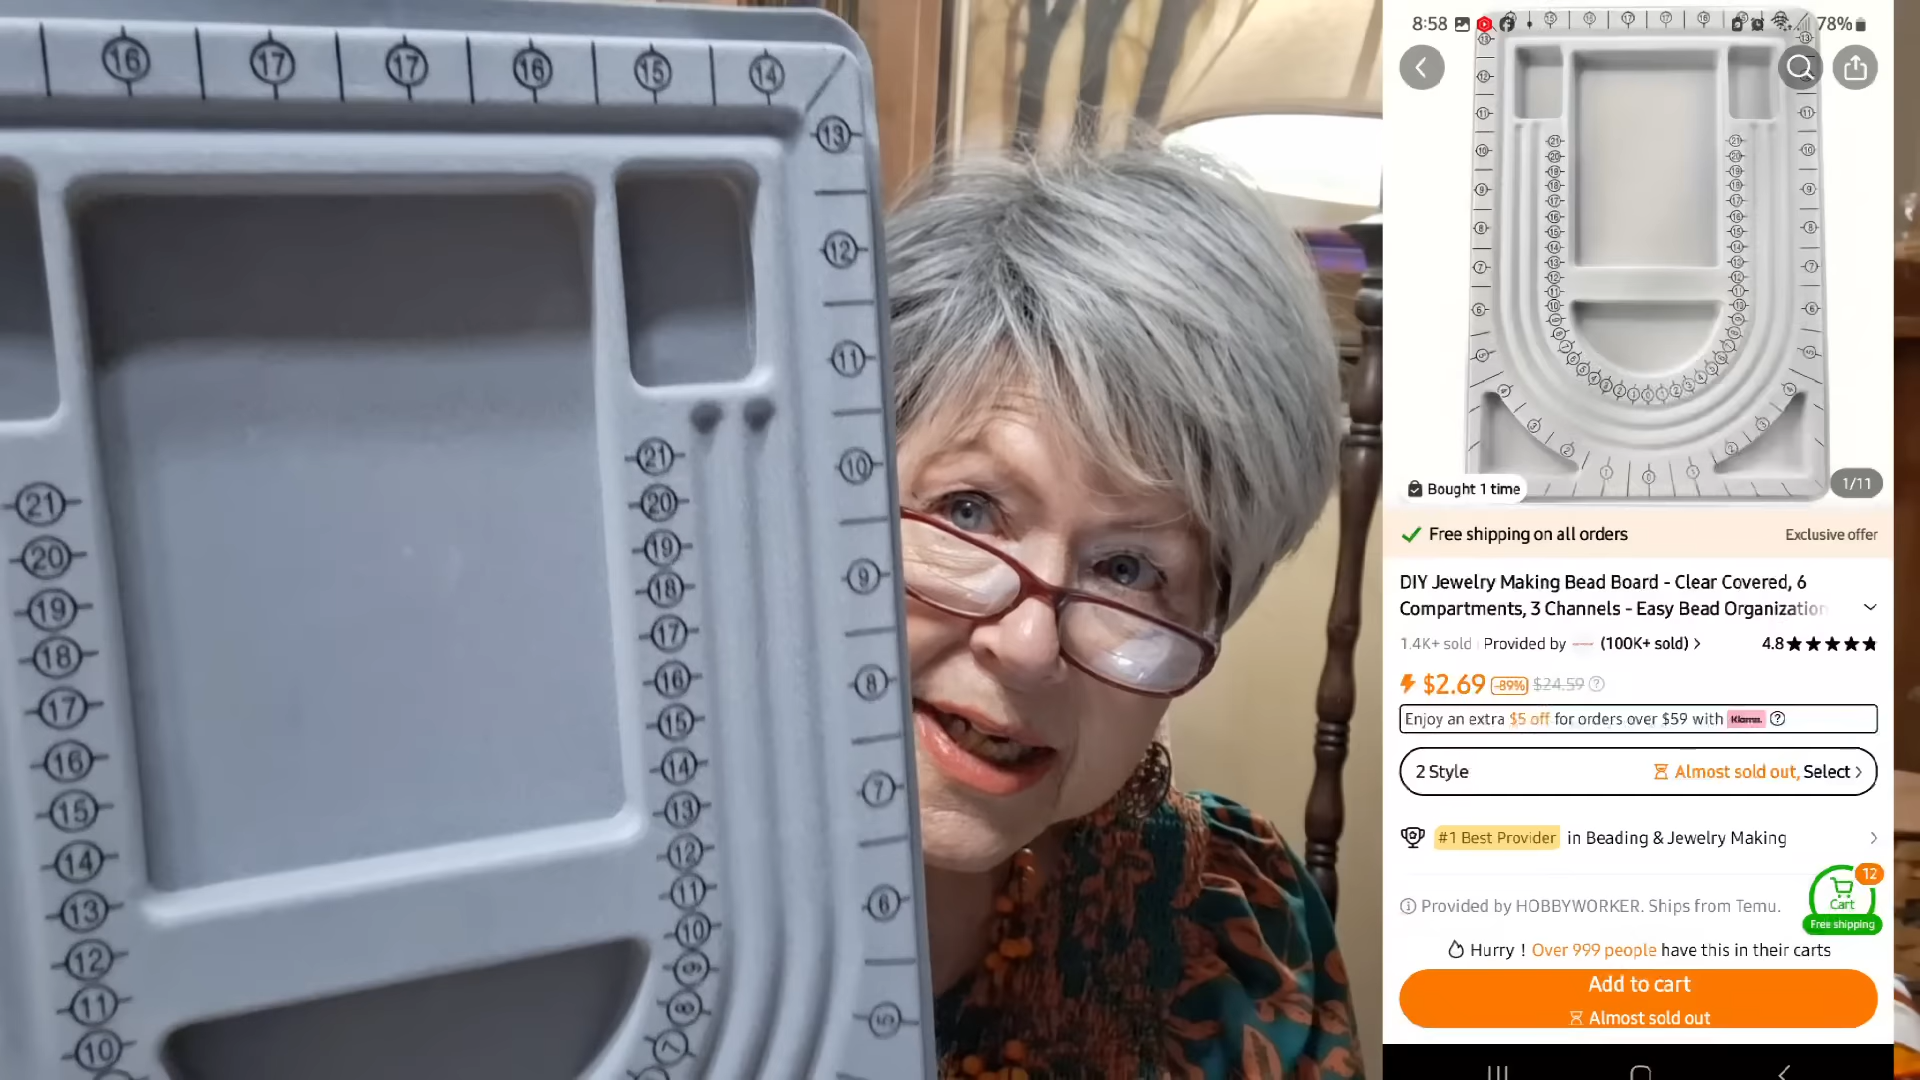 16 17 17 16 15 14
13
12
11
10
9
8
7
6
5
21
20
19
18
17
16
15
14
13
12
11
10
21
20
19
18
17
16
15
14
13
12
11
10
9
8
7
8:58 78%
Bought 1 time
1/11
Free shipping on all orders Exclusive offer
DIY Jewelry Making Bead Board - Clear Covered, 6
Compartments, 3 Channels - Easy Bead Organization
1.4K+ sold Provided by (100K+ sold) > 4.8
$2.69 -89% $24.59 ?
Enjoy an extra $5 off for orders over $59 with Klarna. ?
2 Style Almost sold out, Select >
#1 Best Provider in Beading & Jewelry Making
12
Cart
Free shipping
Provided by HOBBYWORKER. Ships from Temu.
Hurry ! Over 999 people have this in their carts
Add to cart
Almost sold out